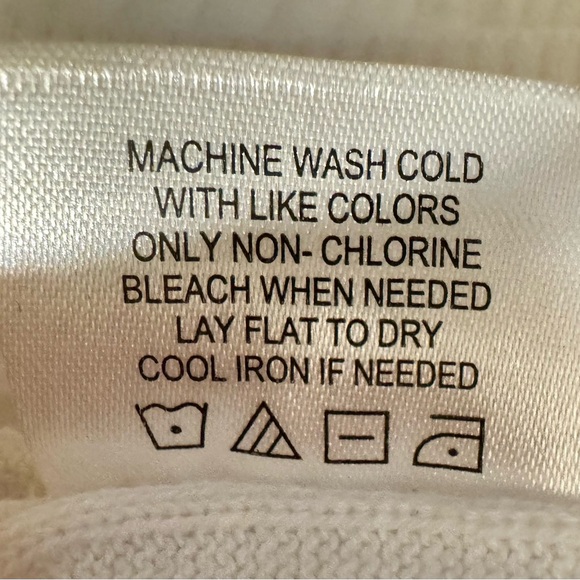 MACHINE WASH COLD
WITH LIKE COLORS
ONLY NON- CHLORINE
BLEACH WHEN NEEDED
LAY FLAT TO DRY
COOL IRON IF NEEDED